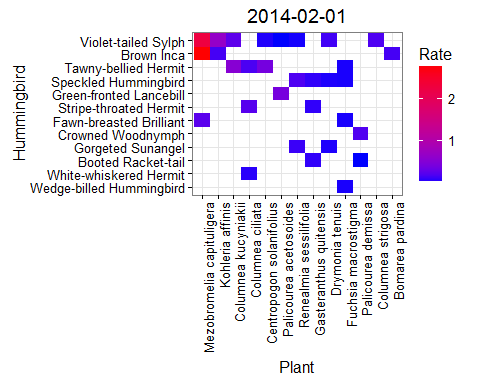 2014-02-01
Hummingbird
Violet-tailed Sylph
Brown Inca
Tawny-bellied Hermit
Speckled Hummingbird
Green-fronted Lancebill
Stripe-throated Hermit
Fawn-breasted Brilliant
Crowned Woodnymph
Gorgeted Sunangel
Booted Racket-tail
White-whiskered Hermit
Wedge-billed Hummingbird
Rate
2
1
Mezobromelia capituligera
Kohleria affinis
Columnea kucyniakii
Columnea ciliata
Centropogon solanifolius
Palicourea acetosoides
Renealmia sessilifolia
Gasteranthus quitensis
Drymonia tenuis
Fuchsia macrostigma
Palicourea demissa
Columnea strigosa
Bomarea pardina
Plant